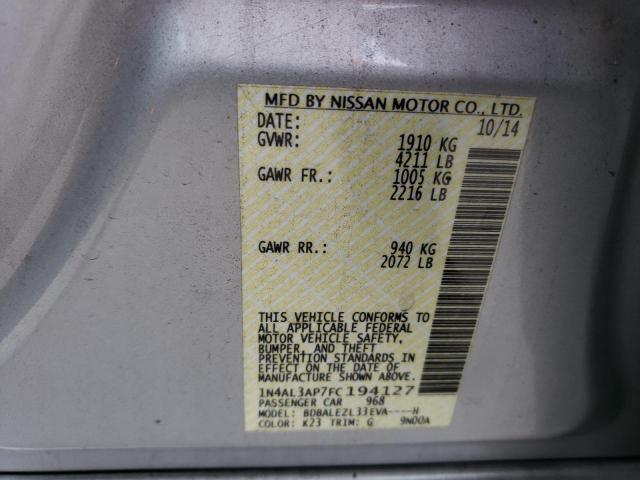 MFD BY NISSAN MOTOR CO., LTD.
DATE: 10/14
GVWR: 1910 KG
4211 LB
GAWR FR.: 1005 KG
2216 LB
GAWR RR.: 940 KG
2072 LB
THIS VEHICLE CONFORMS TO
ALL APPLICABLE FEDERAL
MOTOR VEHICLE SAFETY,
BUMPER, AND THEFT
PREVENTION STANDARDS IN
EFFECT ON THE DATE OF
MANUFACTURE SHOWN ABOVE.
1N4AL3AP7FC194127
PASSENGER CAR 968
MODEL: BDBALEZL33EVA----H
COLOR: K23 TRIM: G 9N00A